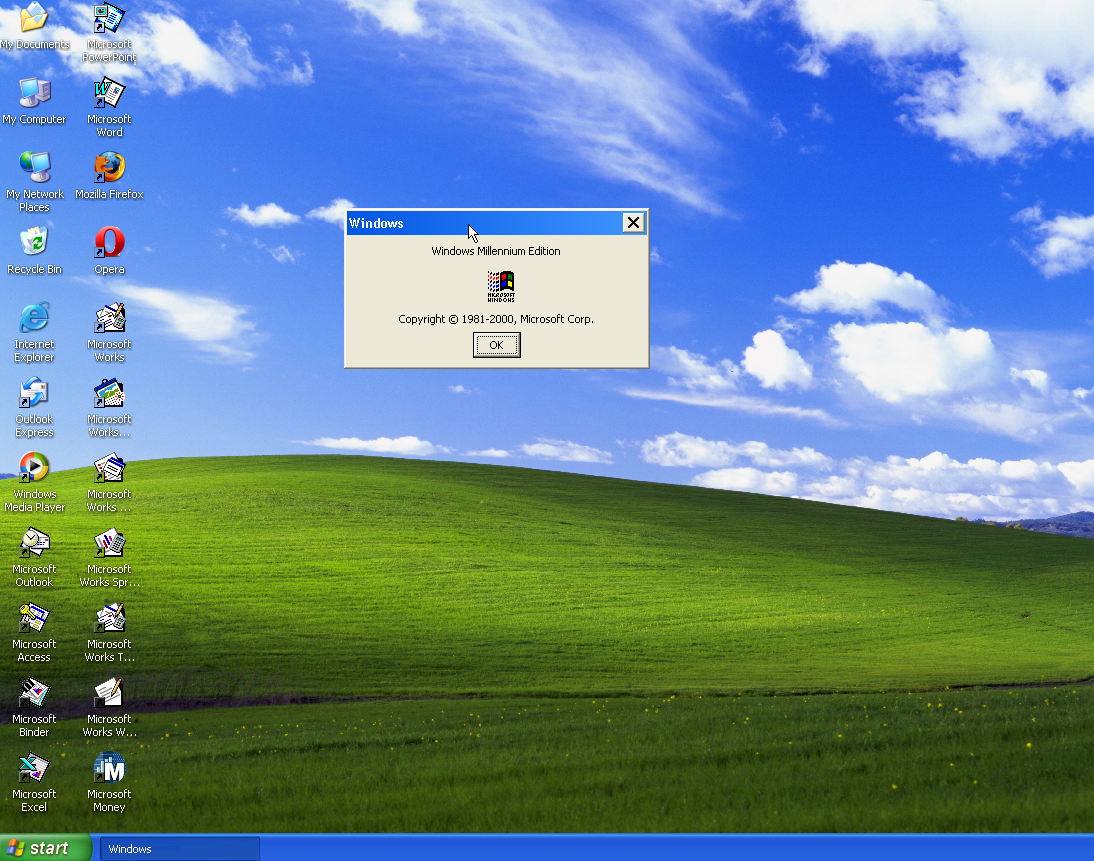 My Documents
Microsoft
PowerPoint
My Computer
Microsoft
Word
My Network
Places
Mozilla Firefox
Recycle Bin
Opera
Internet
Explorer
Microsoft
Works
Outlook
Express
Microsoft
Works...
Windows
Media Player
Microsoft
Works ...
Microsoft
Outlook
Microsoft
Works Spr...
Microsoft
Access
Microsoft
Works T...
Microsoft
Binder
Microsoft
Works W...
Microsoft
Excel
Microsoft
Money
Windows
Windows Millennium Edition
MICROSOFT
WINDOWS
Copyright © 1981-2000, Microsoft Corp.
OK
start
Windows